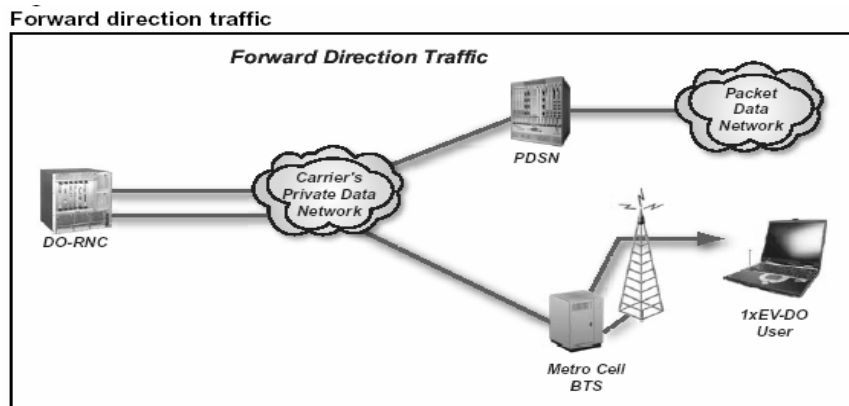 Forward direction traffic
Forward Direction Traffic
Packet
Data
Network
PDSN
Carrier's
Private Data
Network
DO-RNC
1xEV-DO
User
Metro Cell
BTS